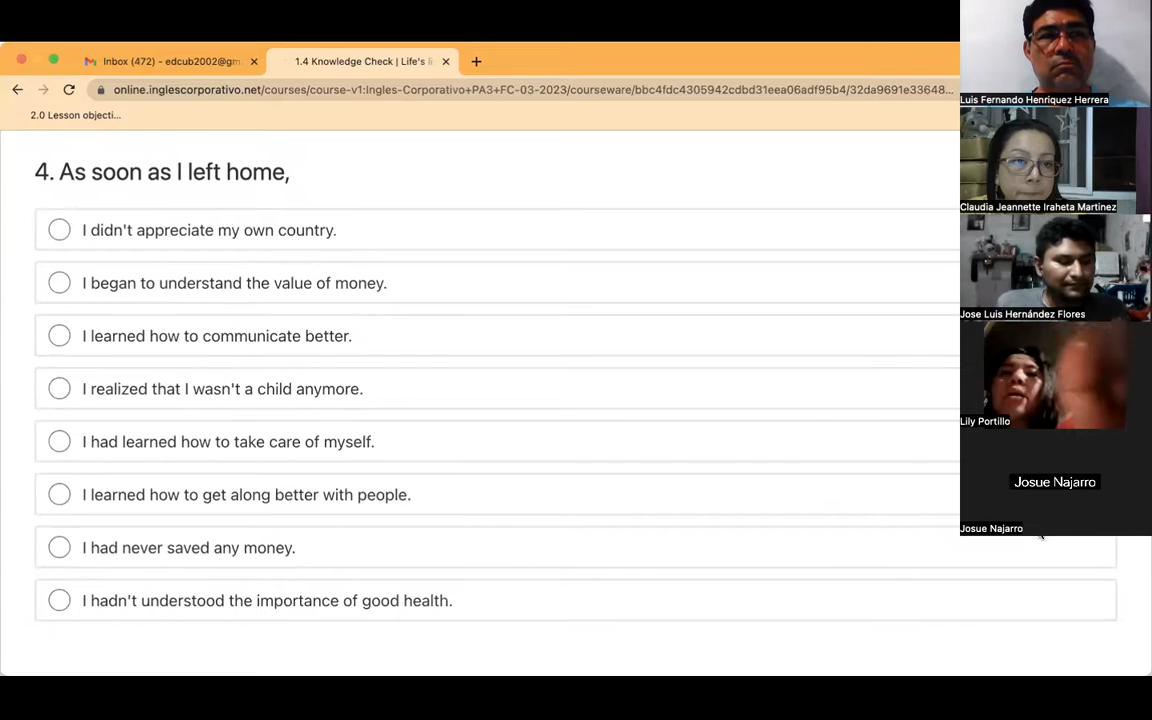 Inbox (472) - edcub2002@gm
1.4 Knowledge Check | Life's li
online.inglescorporativo.net/courses/course-v1:Ingles-Corporativo+PA3+FC-03-2023/courseware/bbc4fdc4305942cdbd31eea06adf95b4/32da9691e33648...
2.0 Lesson objecti...
4. As soon as I left home,
I didn't appreciate my own country.
I began to understand the value of money.
I learned how to communicate better.
I realized that I wasn't a child anymore.
I had learned how to take care of myself.
I learned how to get along better with people.
I had never saved any money.
I hadn't understood the importance of good health.
Luis Fernando Henriquez Herrera
Claudia Jeannette Iraheta Martinez
Jose Luis Hernández Flores
Lily Portillo
Josue Najarro
Josue Najarro